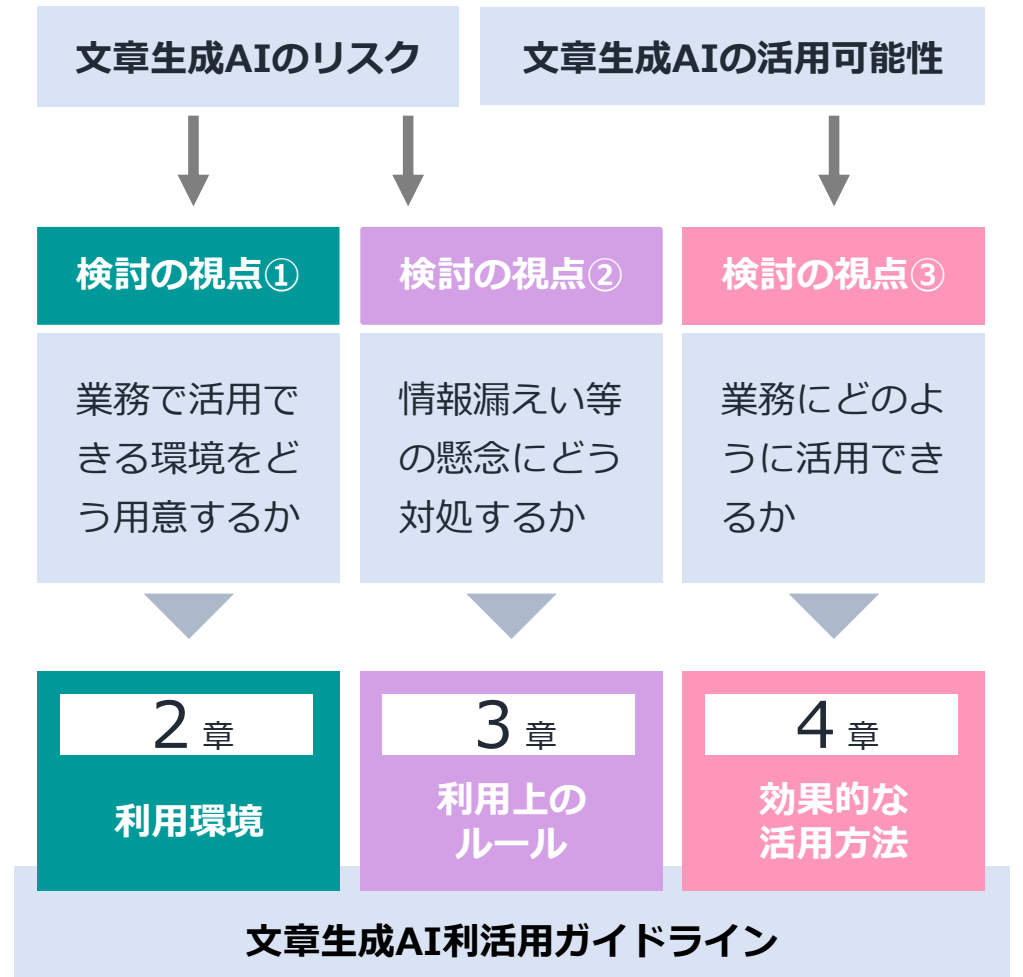 文章生成AIのリスク
文章生成AIの活用可能性
検討の視点①
検討の視点②
検討の視点③
業務で活用で
きる環境をど
う用意するか
情報漏えい等
の懸念にどう
対処するか
業務にどのよ
うに活用でき
るか
2章
利用環境
3章
利用上の
ルール
4章
効果的な
活用方法
文章生成AI利活用ガイドライン